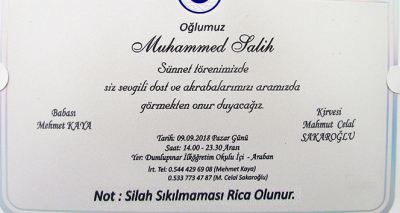 Oğlumuz
Muhammed Salih
Sünnet törenimizde
siz sevgili dost ve akrabalarımızı aramızda
görmekten onur duyacağız.
Babası
Mehmet KAYA
Kirvesi
Mahmut Celal
SAKAROĞLU
Tarih: 09.09.2018 Pazar Günü
Saat: 14.00 - 23.30 Arası
Yer: Dumlupınar İlköğretim Okulu İçi - Araban
İrt. Tel: 0.544 429 69 08 (Mehmet Kaya)
0.533 773 47 87 (M. Celal Sakaroğlu)
Not : Silah Sıkılmaması Rica Olunur.